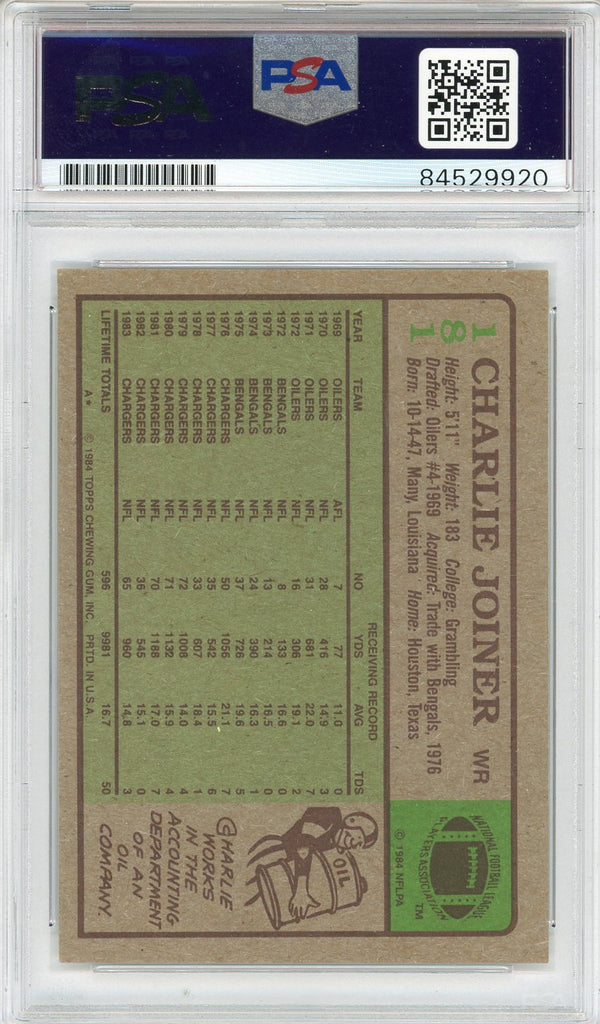 PSA
PSA
84529920
181
CHARLIE JOINER WR
Height: 5'11" Weight: 183 College: Grambling
Drafted: Oilers #4-1969 Acquired: Trade with Bengals, 1976
Born: 10-14-47, Many, Louisiana Home: Houston, Texas
NATIONAL FOOTBALL LEAGUE
PLAYERS ASSOCIATION
TM
© 1984 NFLPA
RECEIVING RECORD
YEAR TEAM NO YDS AVG TDS
1969 OILERS AFL 7 77 11.0 0
1970 OILERS NFL 28 416 14.9 3
1971 OILERS NFL 31 681 22.0 7
1972 OILERS NFL 16 306 19.1 2
1972 BENGALS NFL 8 133 16.6 0
1973 BENGALS NFL 13 214 16.5 0
1974 BENGALS NFL 24 390 16.3 1
1975 BENGALS NFL 37 726 19.6 5
1976 CHARGERS NFL 50 1056 21.1 7
1977 CHARGERS NFL 35 542 15.5 6
1978 CHARGERS NFL 33 607 18.4 1
1979 CHARGERS NFL 72 1008 14.0 4
1980 CHARGERS NFL 71 1132 15.9 4
1981 CHARGERS NFL 70 1188 17.0 7
1982 CHARGERS NFL 36 545 15.1 0
1983 CHARGERS NFL 65 960 14.8 3
LIFETIME TOTALS 596 9981 16.7 50
A* © 1984 TOPPS CHEWING GUM, INC. PRTD. IN U.S.A.
OIL
CHARLIE
WORKS
IN THE
ACCOUNTING
DEPARTMENT
OF AN
OIL
COMPANY.